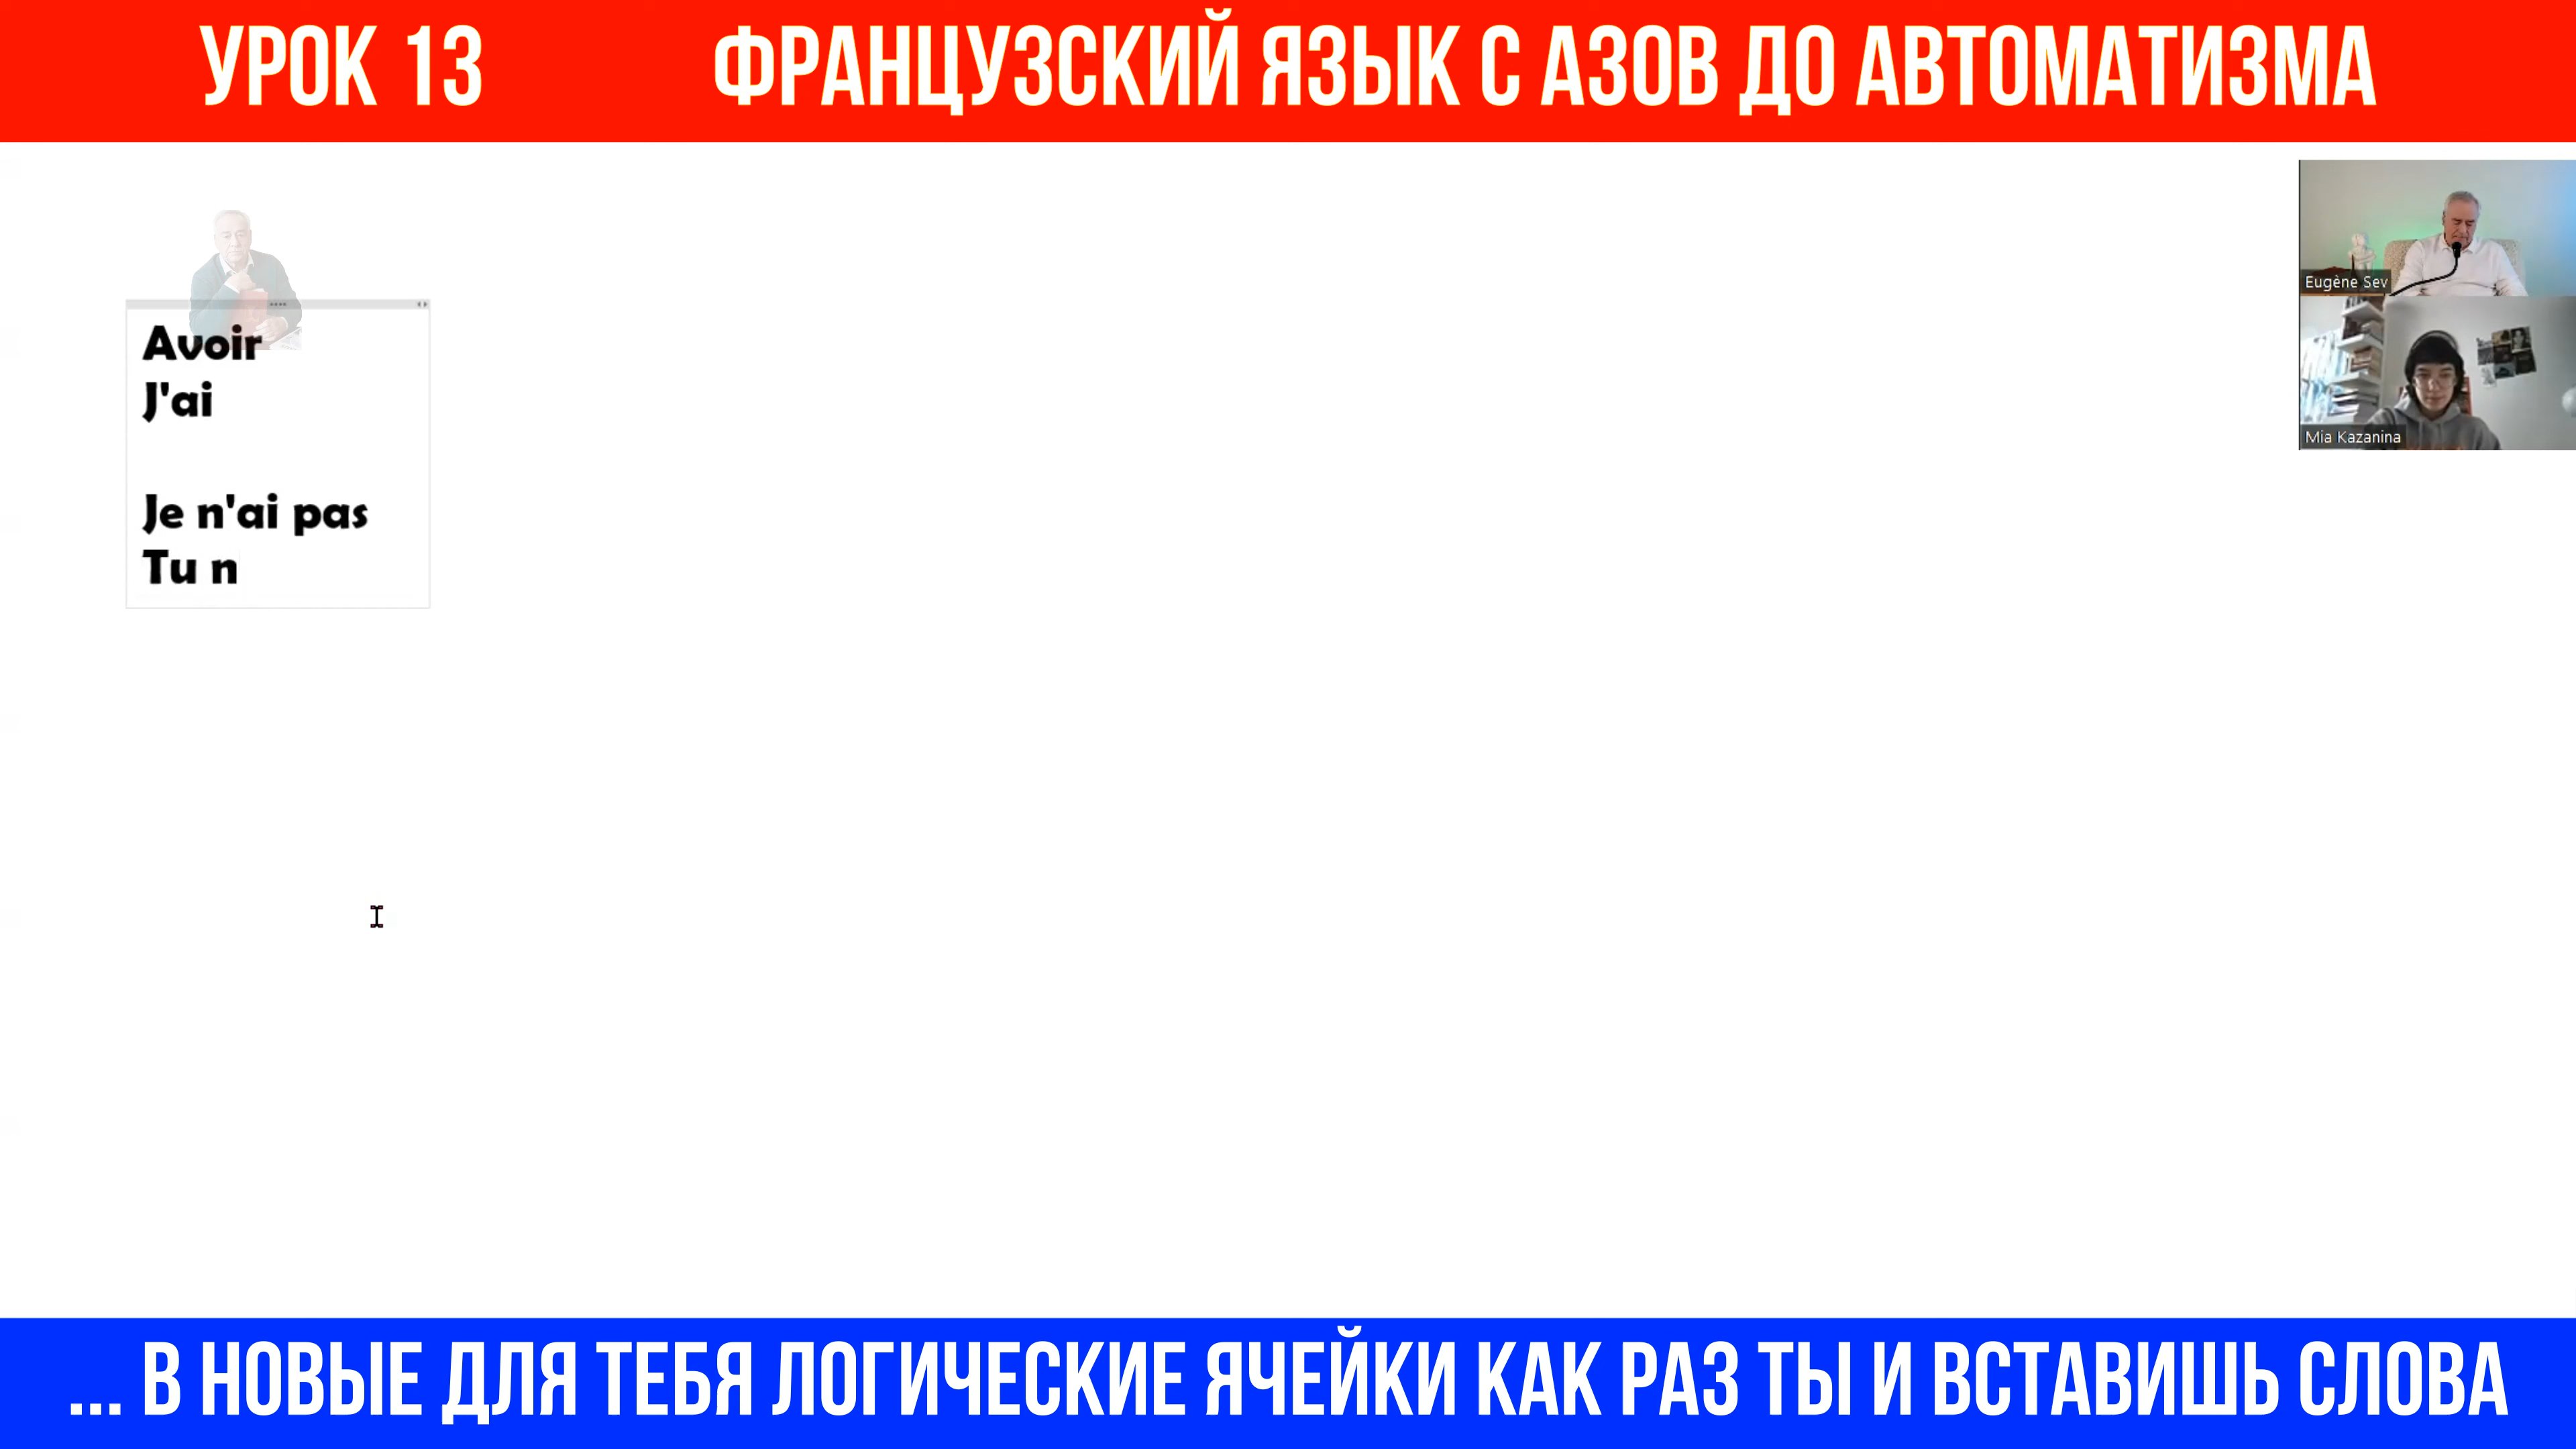 УРОК 13 ФРАНЦУЗСКИЙ ЯЗЫК С АЗОВ ДО АВТОМАТИЗМА
Avoir
J'ai
Je n'ai pas
Tu n
Eugène Sev
Mia Kazanina
... В НОВЫЕ ДЛЯ ТЕБЯ ЛОГИЧЕСКИЕ ЯЧЕЙКИ КАК РАЗ ТЫ И ВСТАВИШЬ СЛОВА